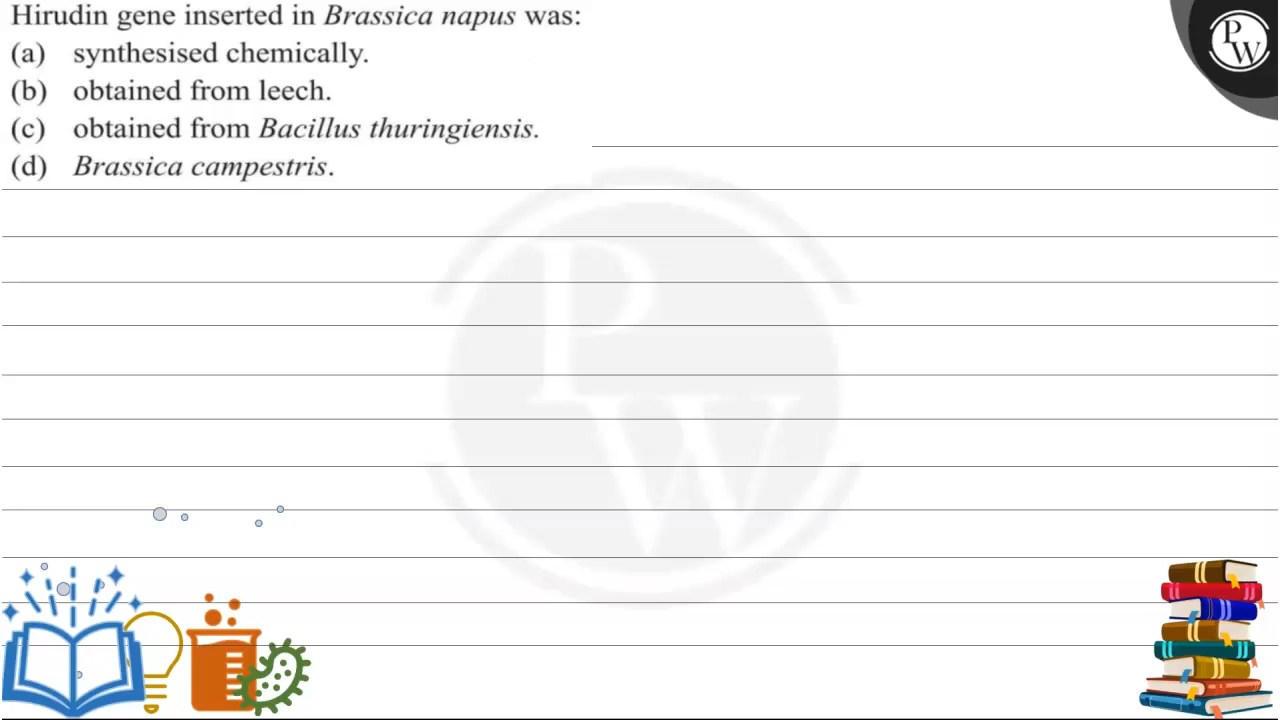 Hirudin gene inserted in Brassica napus was:
(a) synthesised chemically.
(b) obtained from leech.
(c) obtained from Bacillus thuringiensis.
(d) Brassica campestris.
P
W
P
W